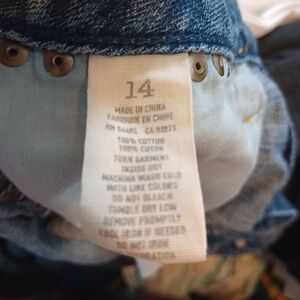 14
MADE IN CHINA
FABRIQUE EN CHINE
RN 54485 CA 03573
100% COTTON
100% COTON
TURN GARMENT
INSIDE OUT
MACHINE WASH COLD
WITH LIKE COLORS
DO NOT BLEACH
TUMBLE DRY LOW
REMOVE PROMPTLY
COOL IRON IF NEEDED
DO NOT IRON